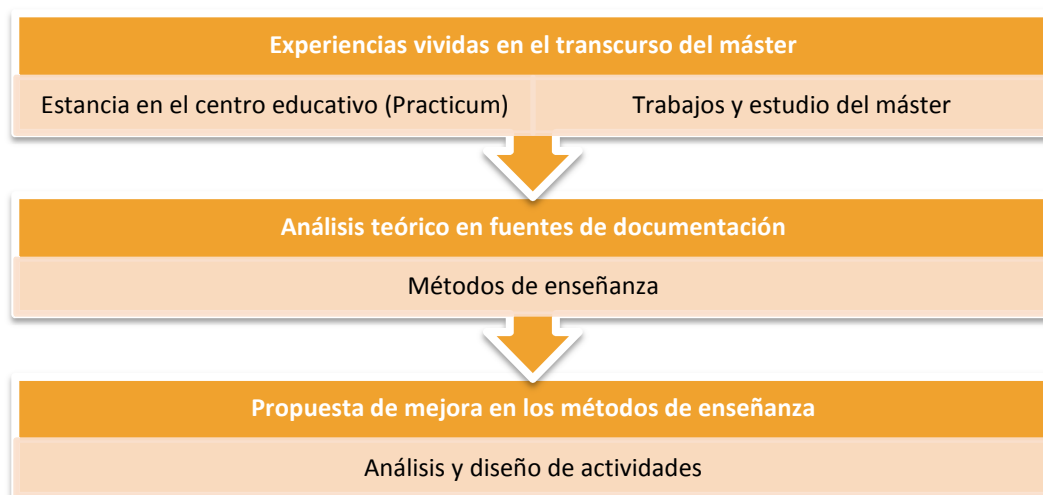 Experiencias vividas en el transcurso del máster
Estancia en el centro educativo (Practicum)
Trabajos y estudio del máster
Análisis teórico en fuentes de documentación
Métodos de enseñanza
Propuesta de mejora en los métodos de enseñanza
Análisis y diseño de actividades